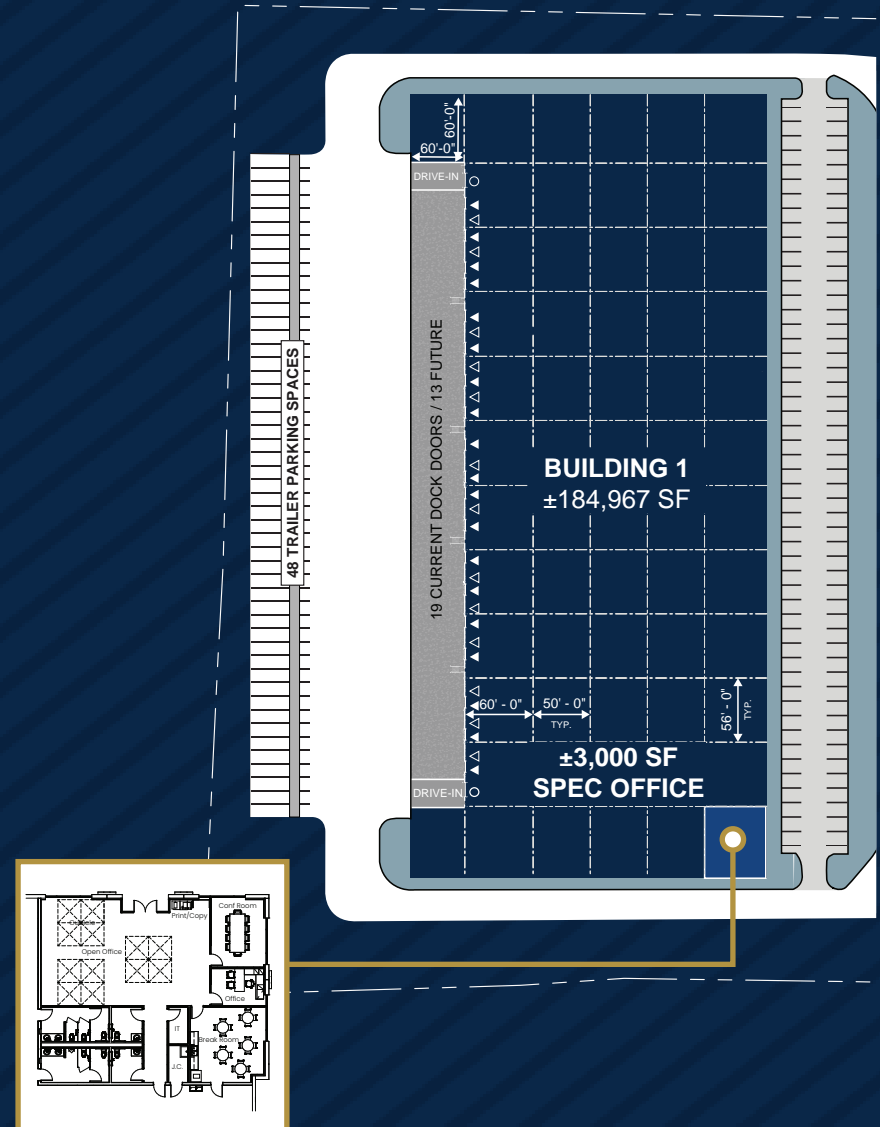 60'-0"
60'-0"
DRIVE-IN
48 TRAILER PARKING SPACES
19 CURRENT DOCK DOORS / 13 FUTURE
BUILDING 1
±184,967 SF
60' - 0"
50' - 0"
TYP.
56' - 0"
TYP.
±3,000 SF
SPEC OFFICE
DRIVE-IN
Conf Room
Print/Copy
Open Office
Office
IT
Break Room
J.C.